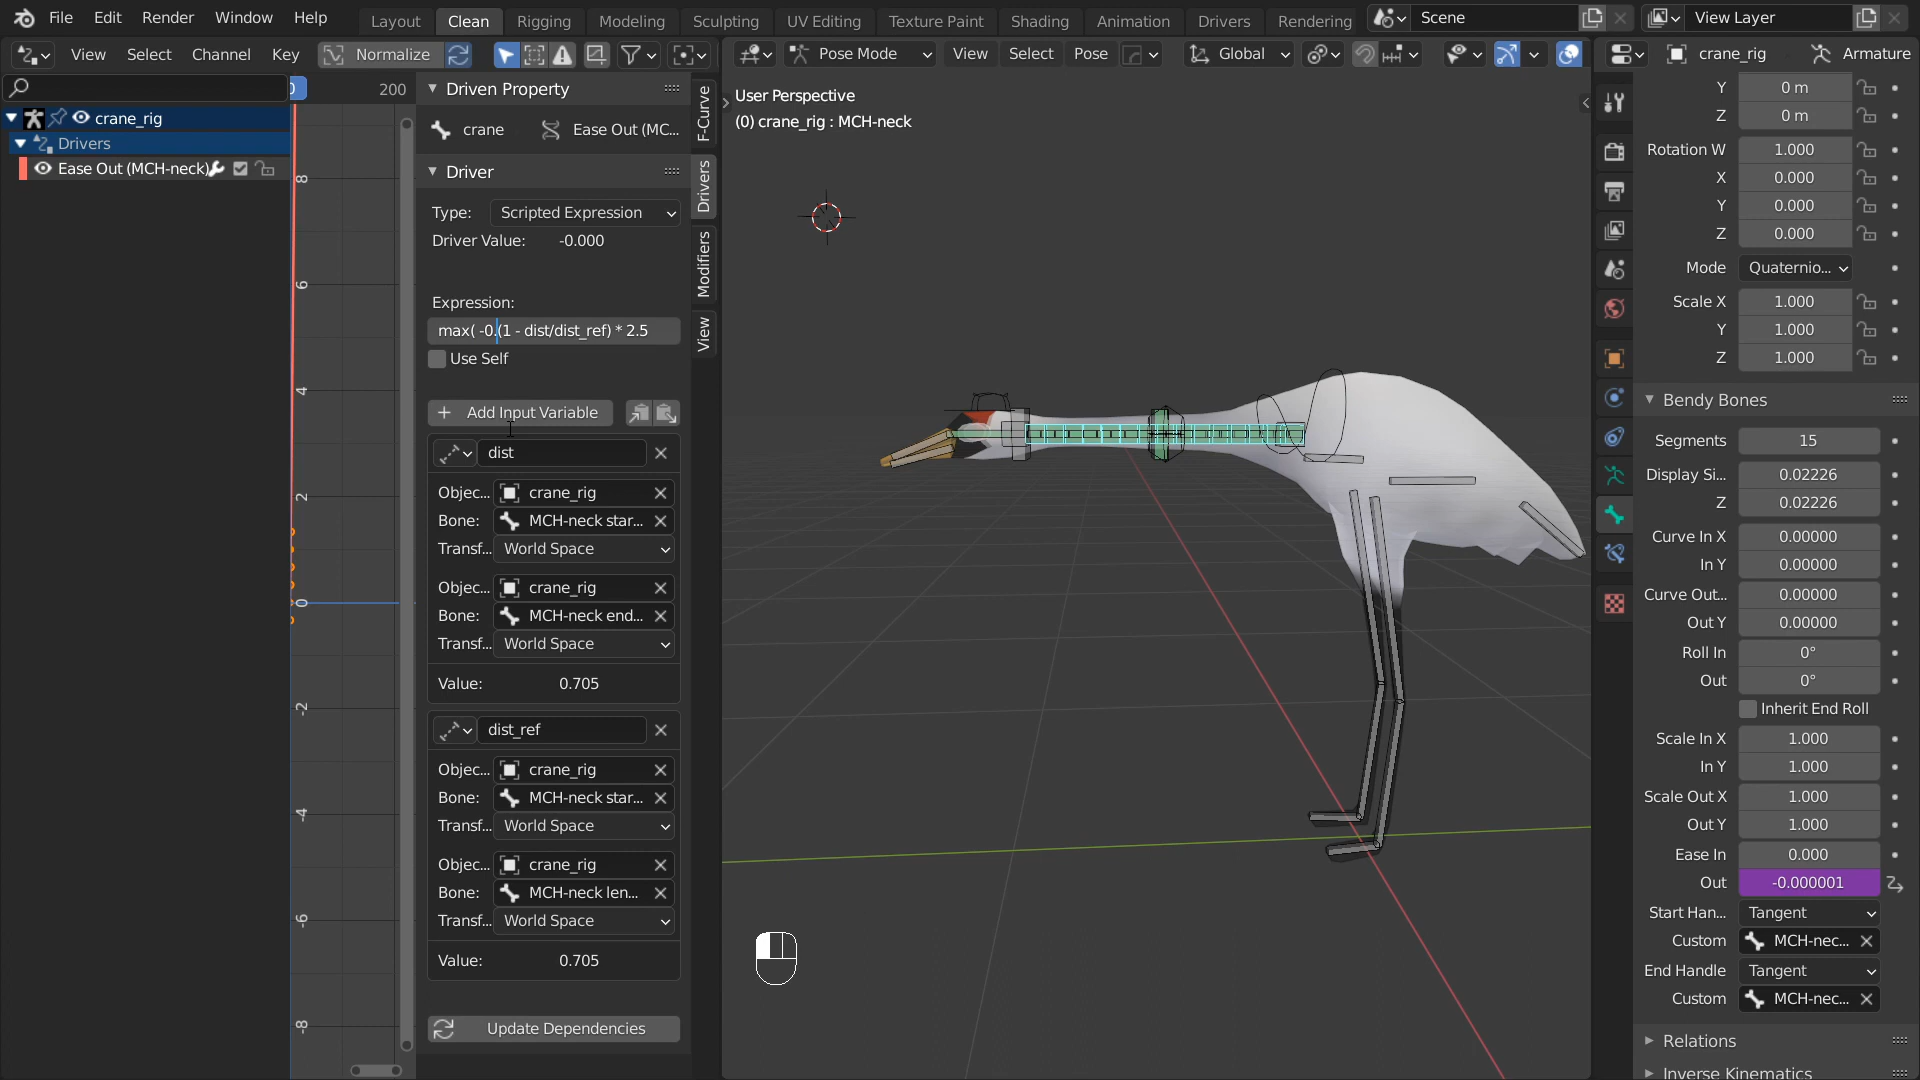 File Edit Render Window Help
Layout Clean Rigging Modeling Sculpting UV Editing Texture Paint Shading Animation Drivers Rendering
Scene View Layer
View Select Channel Key Normalize
Pose Mode View Select Pose Global
crane_rig Armature
0 200
crane_rig
Drivers
Ease Out (MCH-neck)
8
6
4
2
0
-2
-4
-6
-8
Driven Property
crane Ease Out (MC...
Driver
Type: Scripted Expression
Driver Value: -0.000
Expression:
max( -0.(1 - dist/dist_ref) * 2.5
Use Self
Add Input Variable
dist
Objec... crane_rig
Bone: MCH-neck star...
Transf... World Space
Objec... crane_rig
Bone: MCH-neck end...
Transf... World Space
Value: 0.705
dist_ref
Objec... crane_rig
Bone: MCH-neck star...
Transf... World Space
Objec... crane_rig
Bone: MCH-neck len...
Transf... World Space
Value: 0.705
Update Dependencies
F-Curve
Drivers
Modifiers
View
User Perspective
(0) crane_rig : MCH-neck
Y 0 m
Z 0 m
Rotation W 1.000
X 0.000
Y 0.000
Z 0.000
Mode Quaternio...
Scale X 1.000
Y 1.000
Z 1.000
Bendy Bones
Segments 15
Display Si... 0.02226
Z 0.02226
Curve In X 0.00000
In Y 0.00000
Curve Out... 0.00000
Out Y 0.00000
Roll In 0°
Out 0°
Inherit End Roll
Scale In X 1.000
In Y 1.000
Scale Out X 1.000
Out Y 1.000
Ease In 0.000
Out -0.000001
Start Han... Tangent
Custom MCH-nec...
End Handle Tangent
Custom MCH-nec...
Relations
Inverse Kinematics